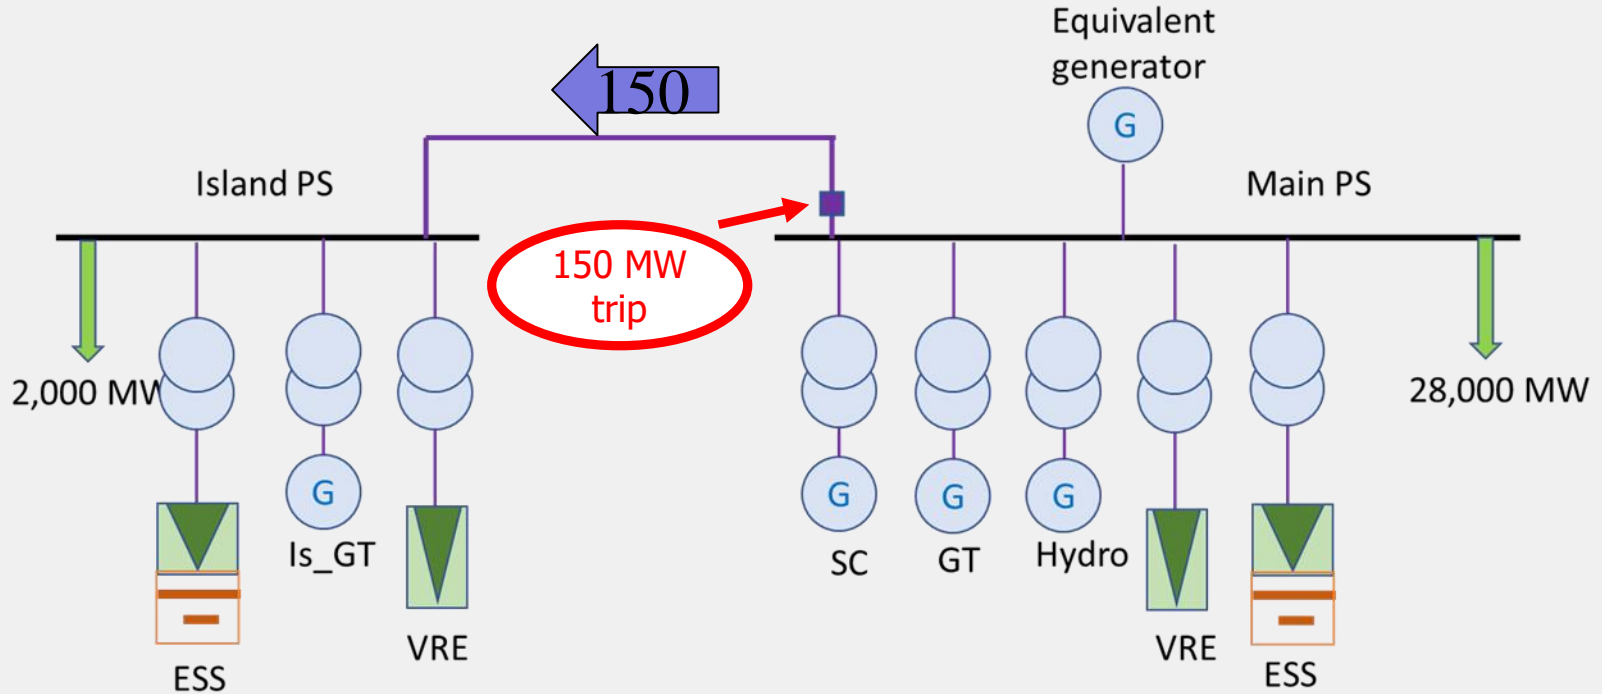 Equivalent
generator
150
G
Island PS
Main PS
150 MW
trip
2,000 MW
28,000 MW
G
G
G
G
Is_GT
SC
GT
Hydro
VRE
VRE
ESS
ESS